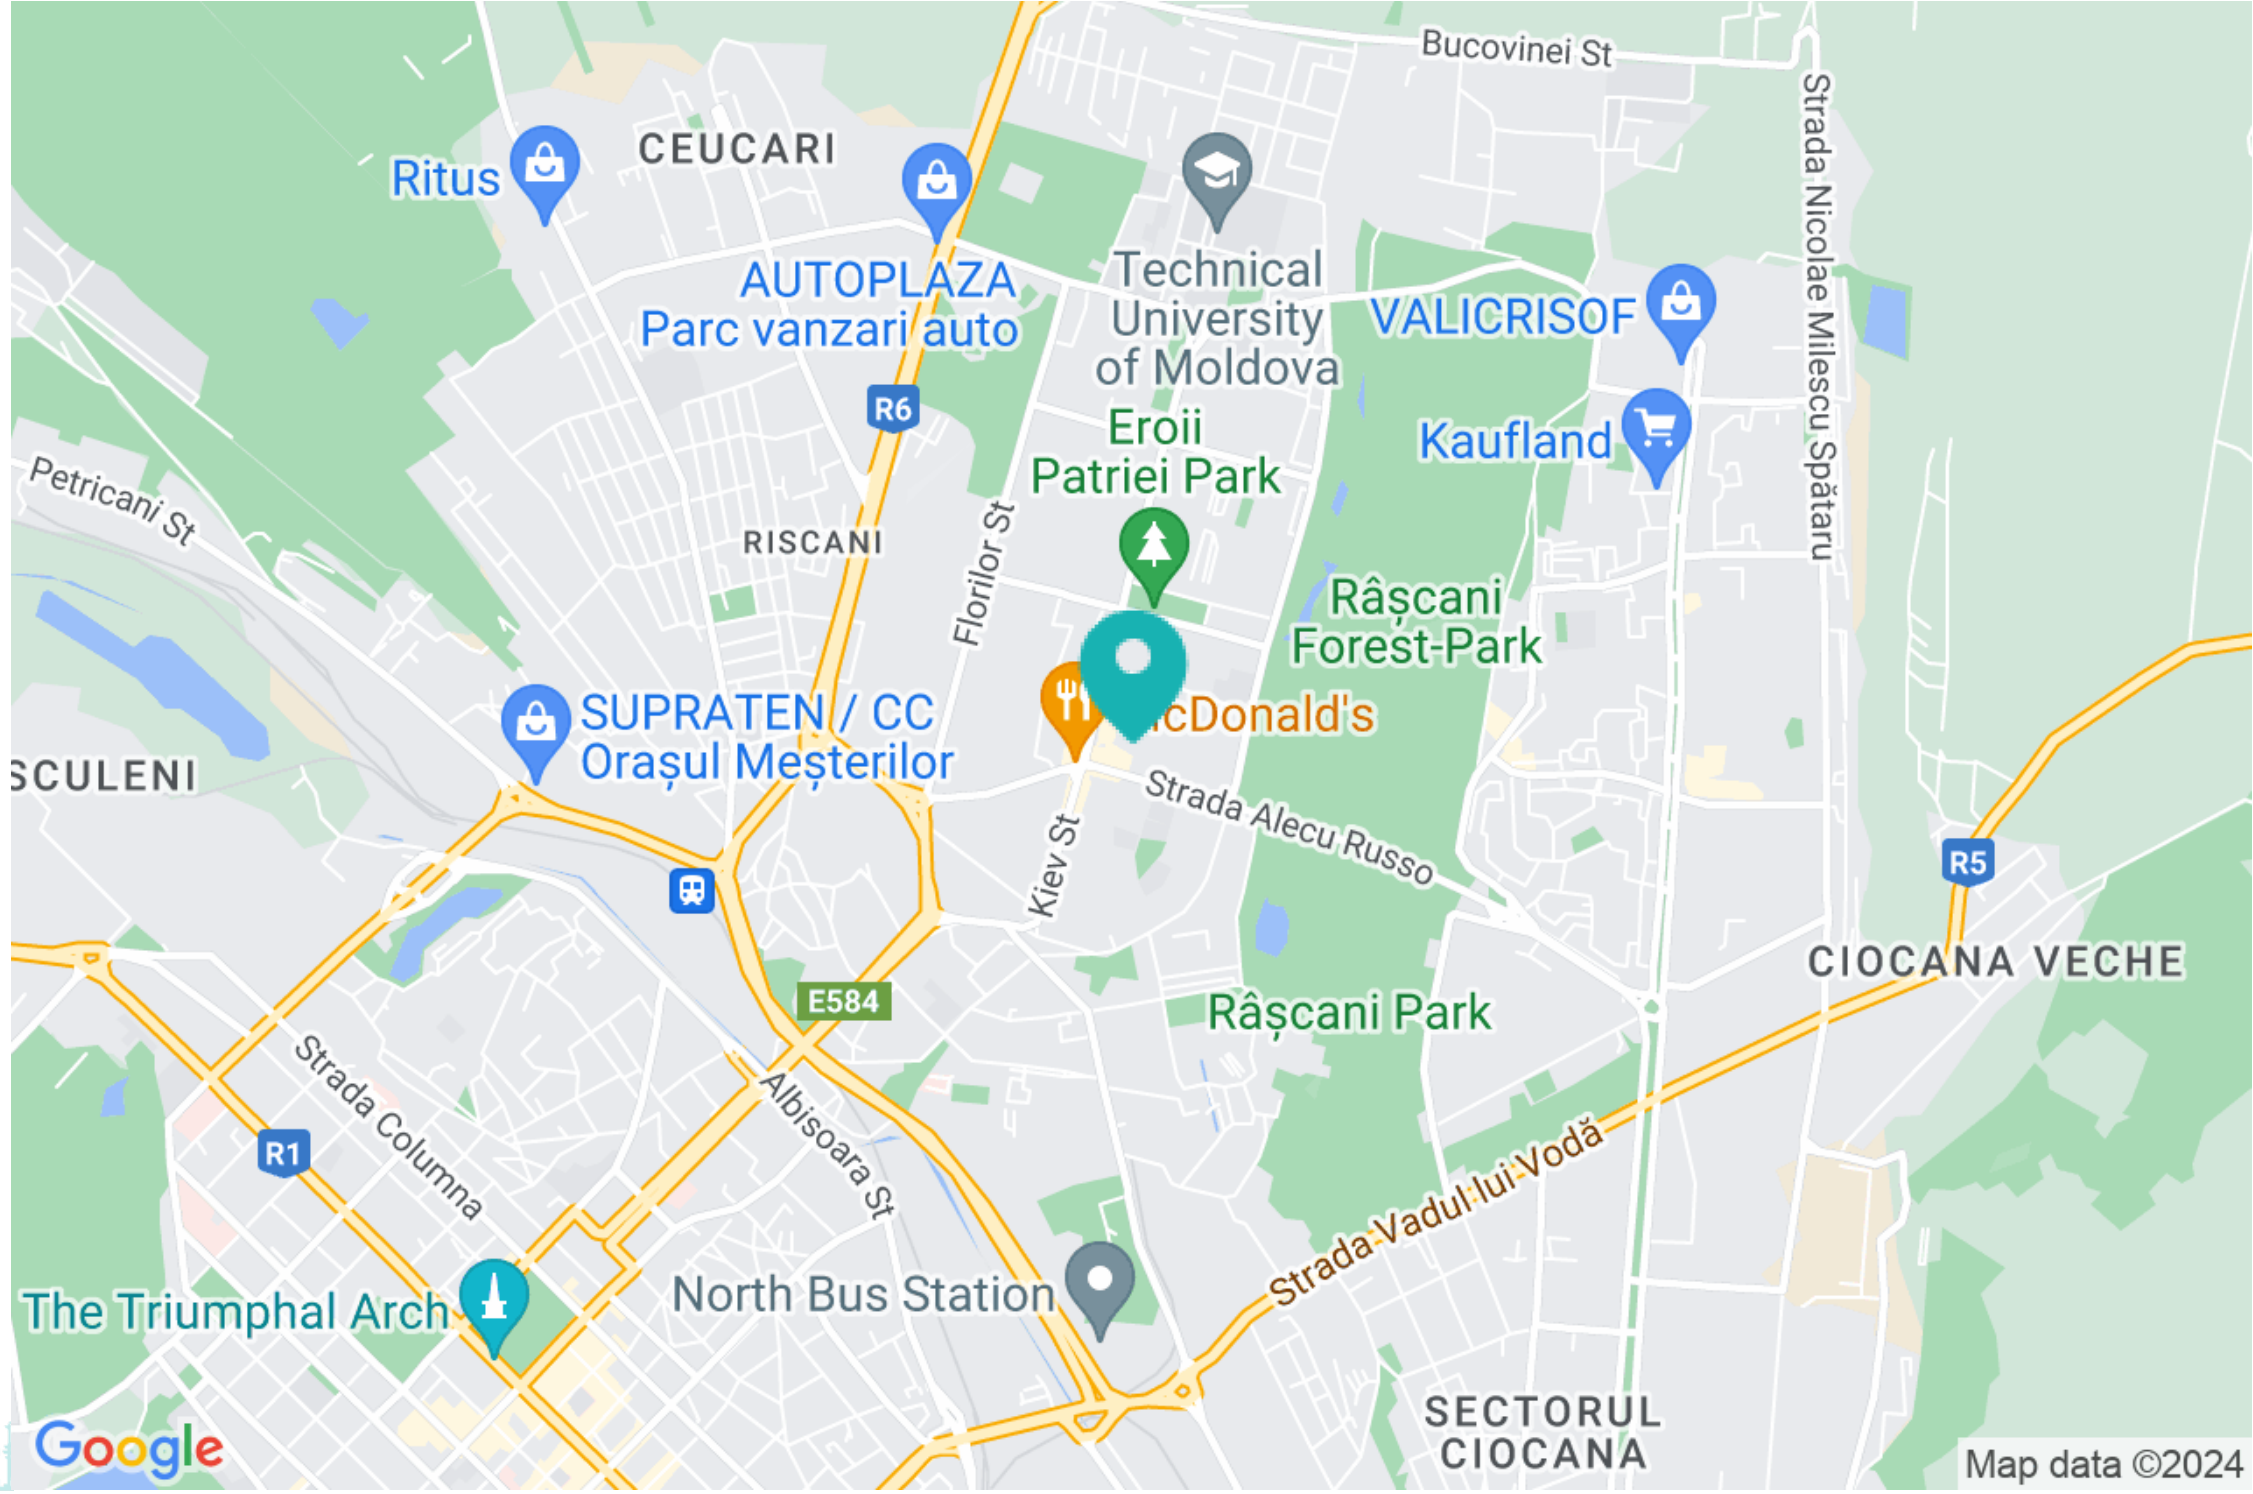 Bucovinei St
Strada Nicolae Milescu Spătaru
CEUCARI
Ritus
AUTOPLAZA
Parc vanzari auto
Technical
University
of Moldova
VALICRISOF
R6
Eroii
Patriei Park
Kaufland
Petricani St
RISCANI
Florilor St
Râșcani
Forest-Park
SUPRATEN / CC
Orașul Meșterilor
cDonald's
SCULENI
Strada Alecu Russo
Kiev St
R5
CIOCANA VECHE
E584
Râșcani Park
Strada Columna
Albisoara St
R1
Strada Vadul lui Vodă
The Triumphal Arch
North Bus Station
SECTORUL
CIOCANA
Google
Map data ©2024